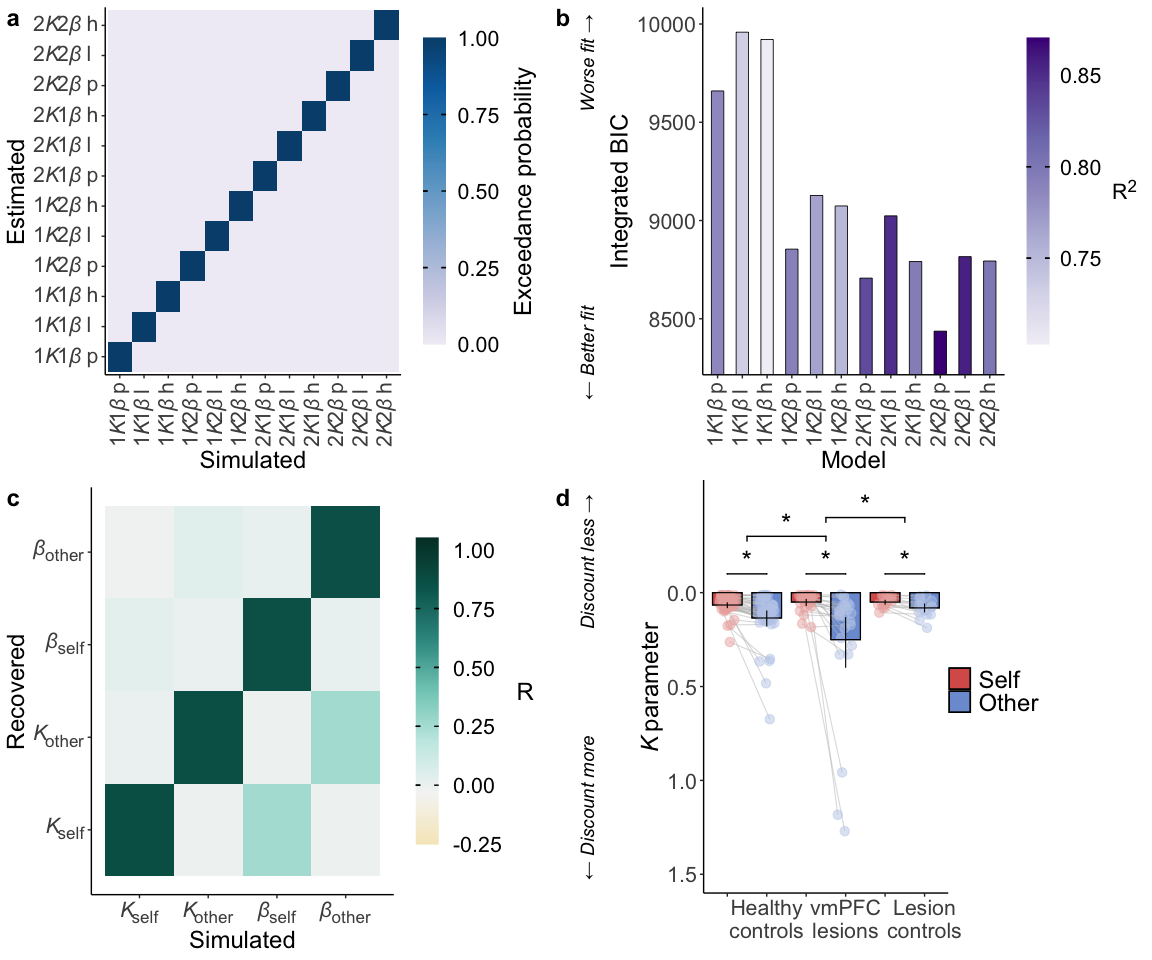 a
Estimated
2K2β h
2K2β l
2K2β p
2K1β h
2K1β l
2K1β p
1K2β h
1K2β l
1K2β p
1K1β h
1K1β l
1K1β p
1K1β p
1K1β l
1K1β h
1K2β p
1K2β l
1K2β h
2K1β p
2K1β l
2K1β h
2K2β p
2K2β l
2K2β h
Simulated
1.00
0.75
0.50
0.25
0.00
Exceedance probability
b
Worse fit →
← Better fit
Integrated BIC
10000
9500
9000
8500
1K1β p
1K1β l
1K1β h
1K2β p
1K2β l
1K2β h
2K1β p
2K1β l
2K1β h
2K2β p
2K2β l
2K2β h
Model
0.85
0.80
0.75
R²
c
Recovered
βother
βself
Kother
Kself
Kself
Kother
βself
βother
Simulated
1.00
0.75
0.50
0.25
0.00
-0.25
R
d
Discount less →
← Discount more
K parameter
0.0
0.5
1.0
1.5
*
*
*
*
*
Healthy controls
vmPFC lesions
Lesion controls
Self
Other